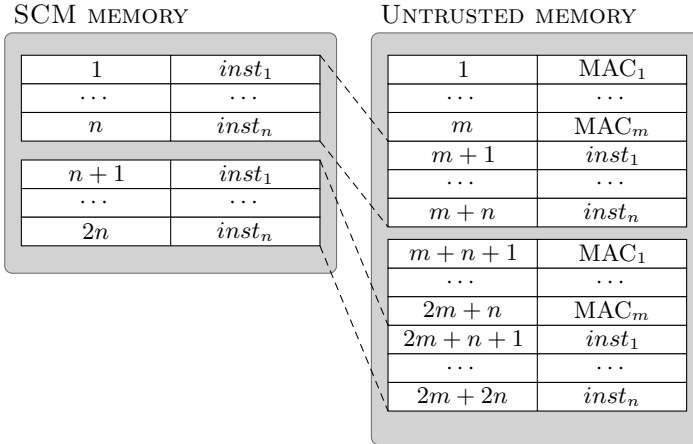 SCM MEMORY
1 inst₁
··· ···
n instₙ
n + 1 inst₁
··· ···
2n instₙ
UNTRUSTED MEMORY
1 MAC₁
··· ···
m MACₘ
m + 1 inst₁
··· ···
m + n instₙ
m + n + 1 MAC₁
··· ···
2m + n MACₘ
2m + n + 1 inst₁
··· ···
2m + 2n instₙ